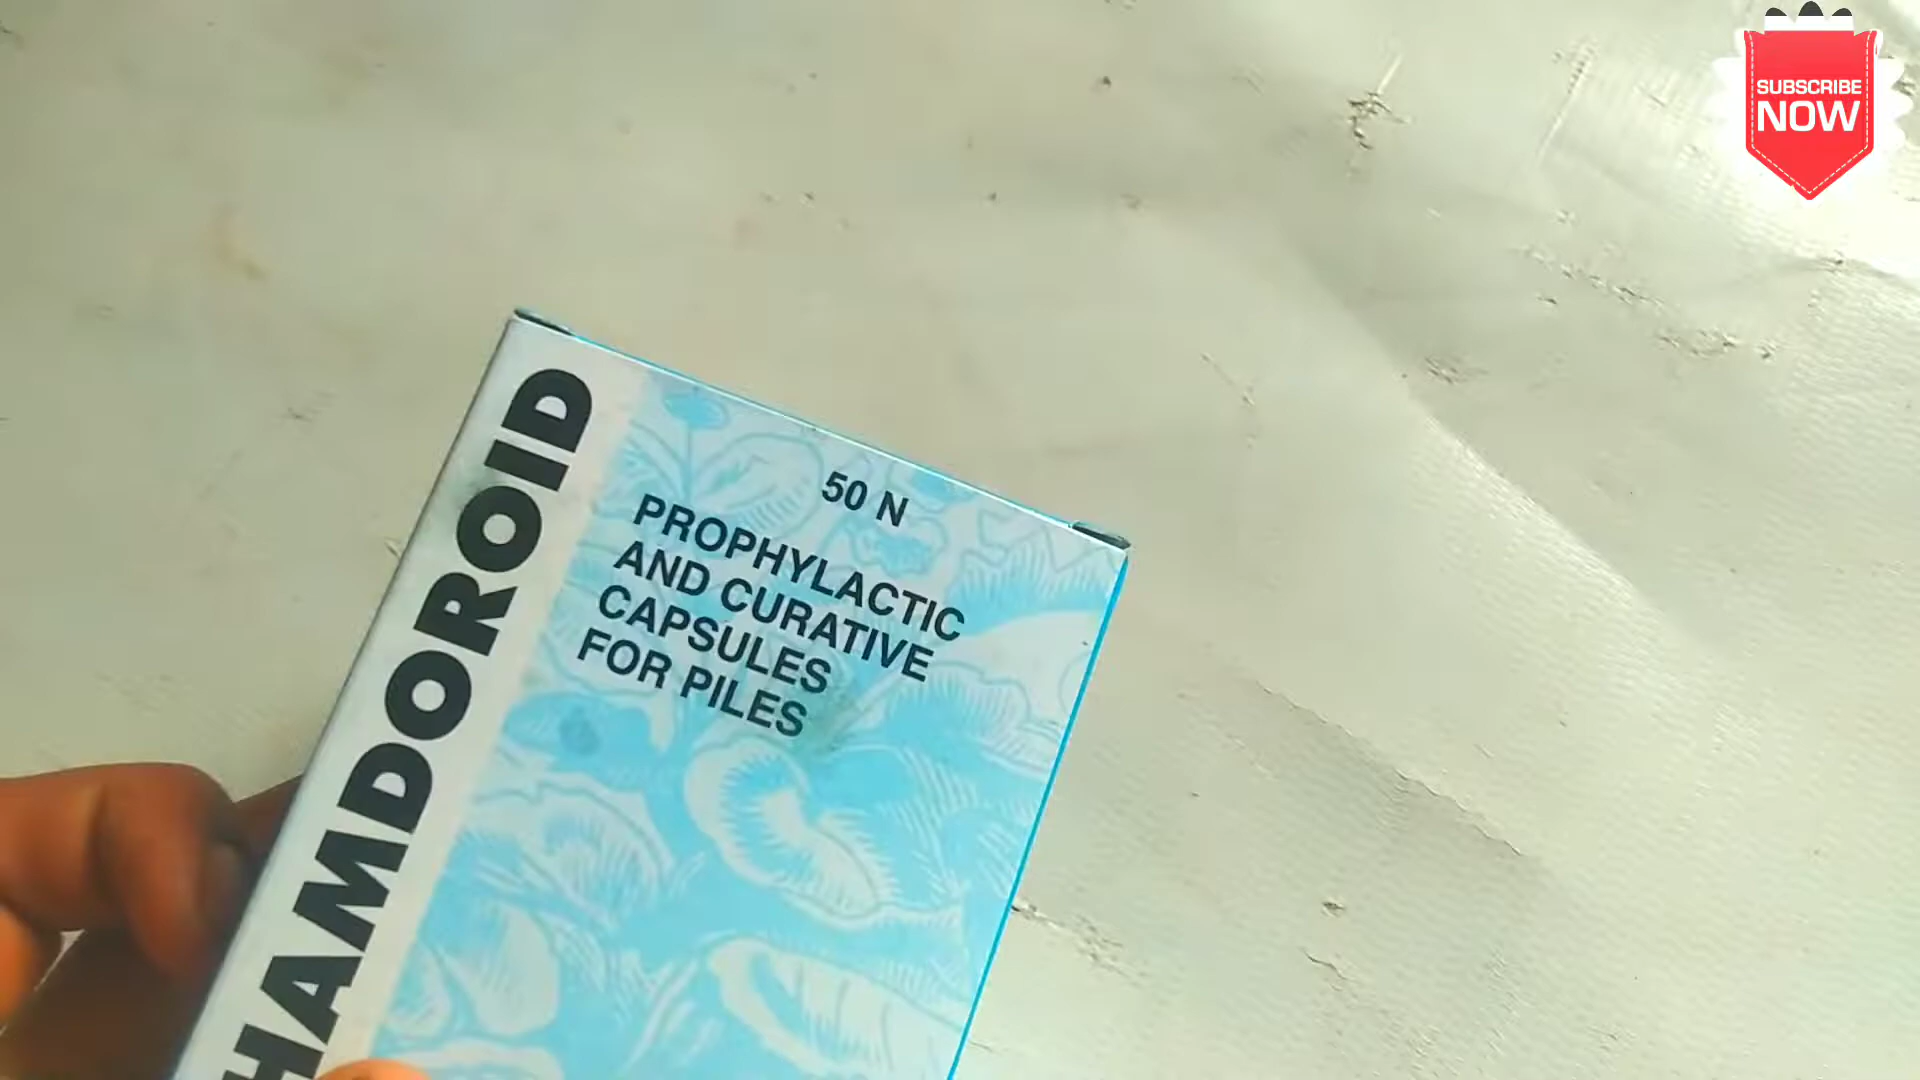 SUBSCRIBE
NOW
HAMDOROID
50 N
PROPHYLACTIC
AND CURATIVE
CAPSULES
FOR PILES